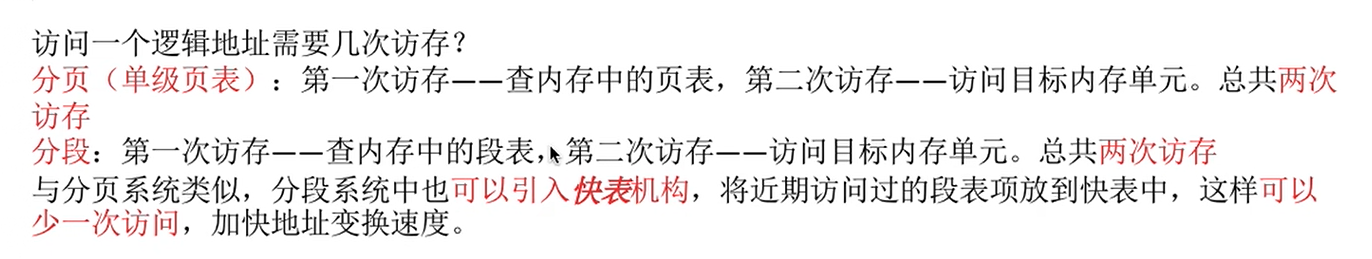 访问一个逻辑地址需要几次访存？
分页（单级页表）：第一次访存——查内存中的页表，第二次访存——访问目标内存单元。总共两次
访存
分段：第一次访存——查内存中的段表，第二次访存——访问目标内存单元。总共两次访存
与分页系统类似，分段系统中也可以引入快表机构，将近期访问过的段表项放到快表中，这样可以
少一次访问，加快地址变换速度。